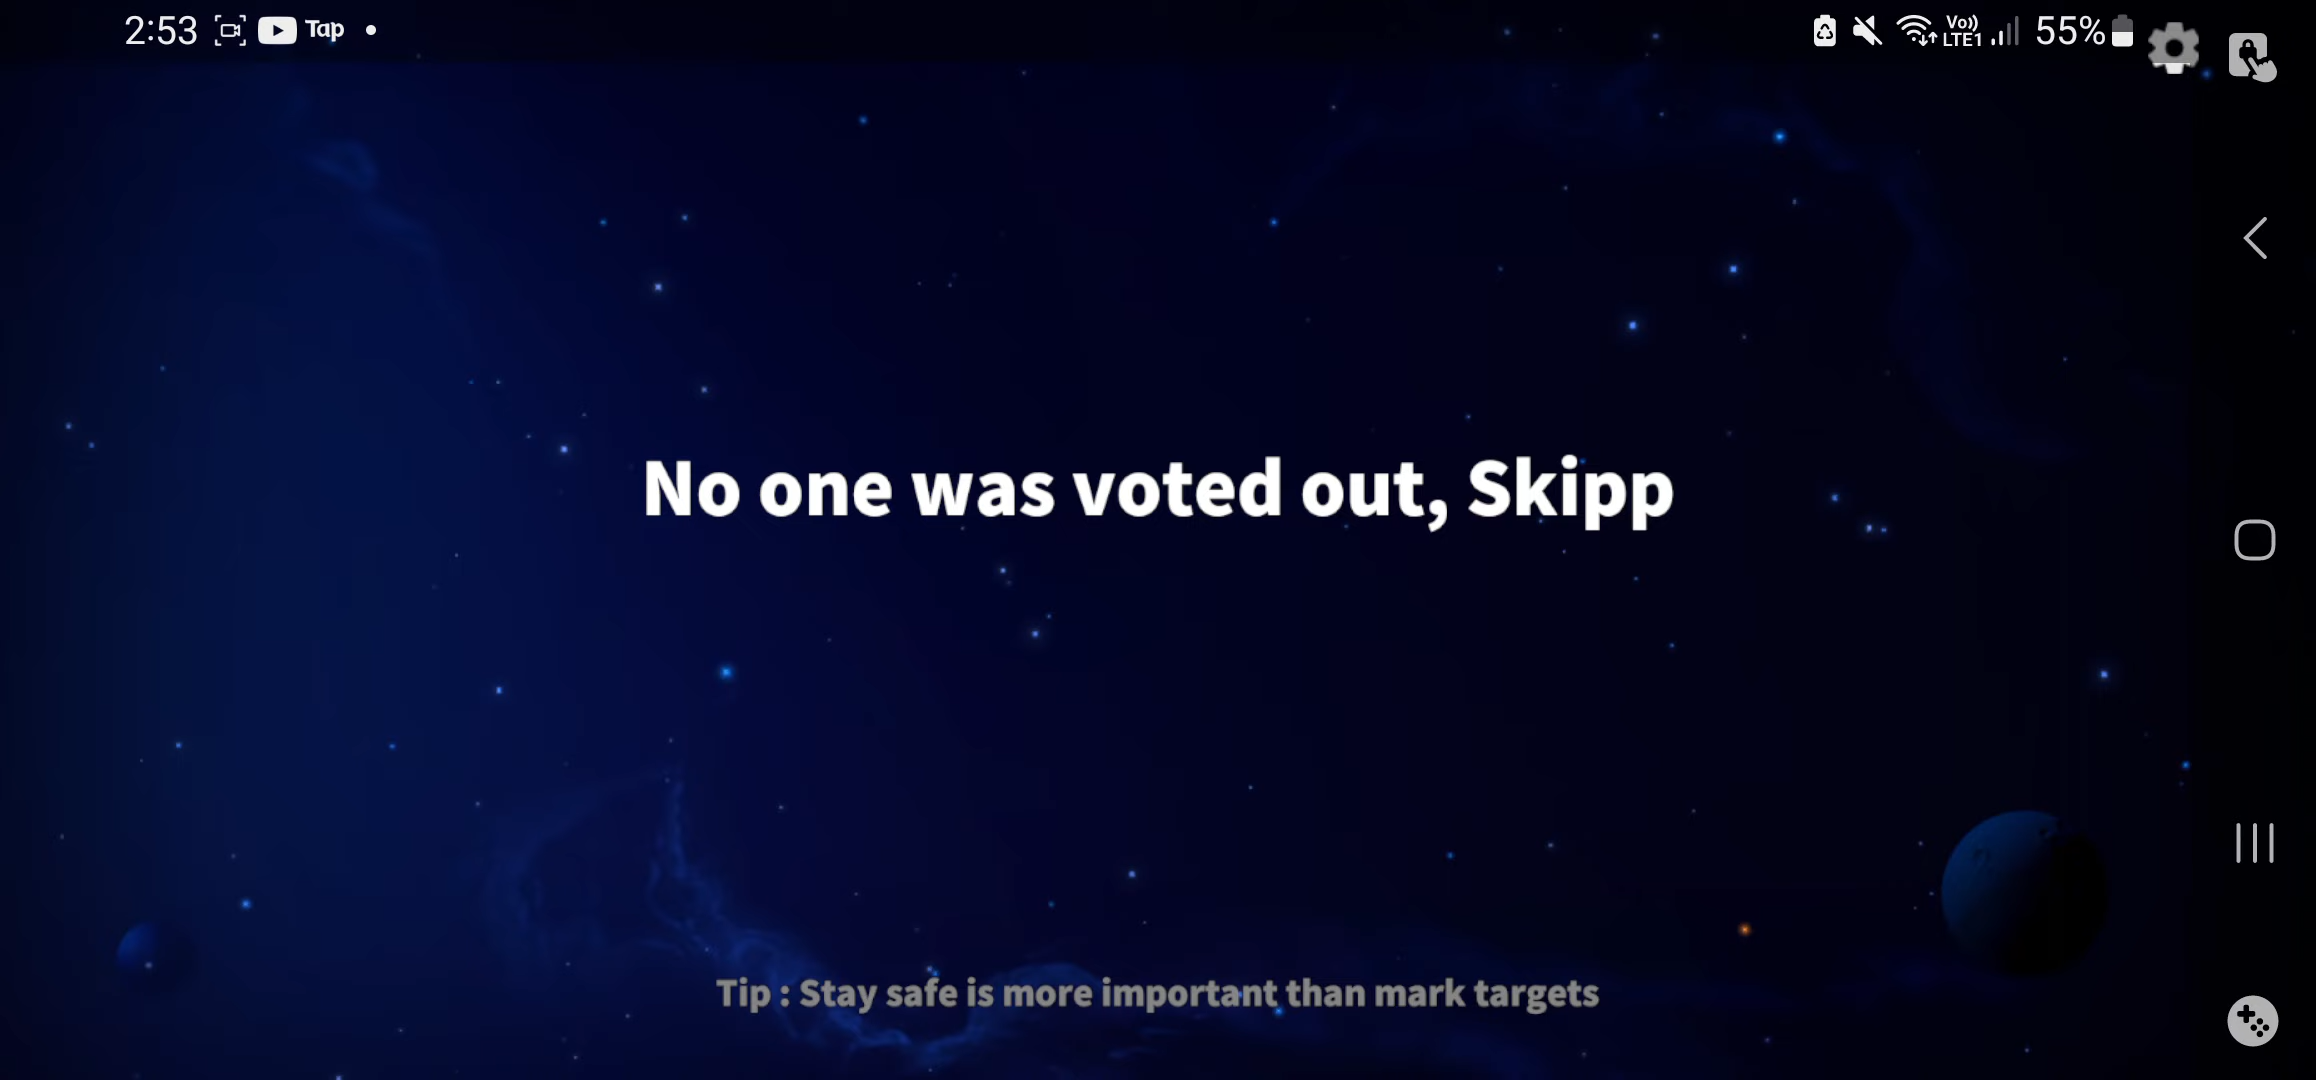 2:53 Tap Vo)) LTE1 55%
No one was voted out, Skipp
Tip : Stay safe is more important than mark targets